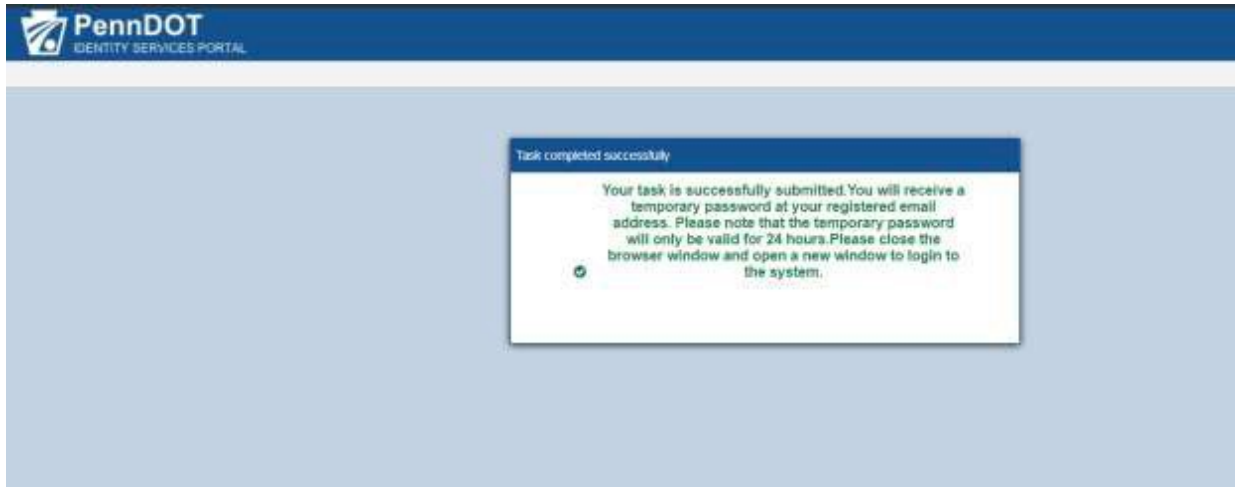 PennDOT
IDENTITY SERVICES PORTAL
Task completed successfully
Your task is successfully submitted.You will receive a
temporary password at your registered email
address. Please note that the temporary password
will only be valid for 24 hours.Please close the
browser window and open a new window to login to
the system.